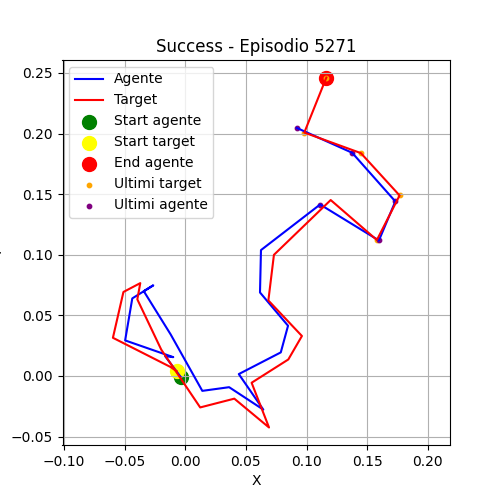 Success - Episodio 5271
Agente
Target
Start agente
Start target
End agente
Ultimi target
Ultimi agente
0.25
0.20
0.15
0.10
0.05
0.00
−0.05
−0.10
−0.05
0.00
0.05
0.10
0.15
0.20
X